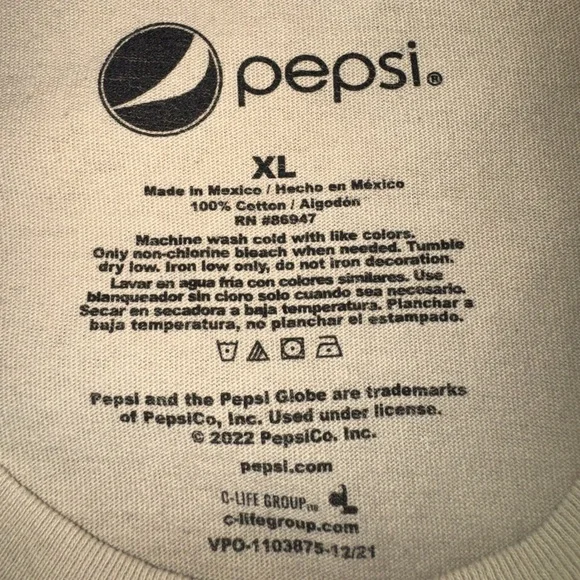 pepsi®
XL
Made in Mexico / Hecho en México
100% Cotton / Algodón
RN #86947
Machine wash cold with like colors.
Only non-chlorine bleach when needed. Tumble
dry low. Iron low only, do not iron decoration.
Lavar en agua fría con colores similares. Use
blanqueador sin cloro solo cuando sea necesario.
Secar en secadora a baja temperatura. Planchar a
baja temperatura, no planchar el estampado.
Pepsi and the Pepsi Globe are trademarks
of PepsiCo, Inc. Used under license.
© 2022 PepsiCo. Inc.
pepsi.com
C-LIFE GROUP™
c-lifegroup.com
VPO-1103875-12/21